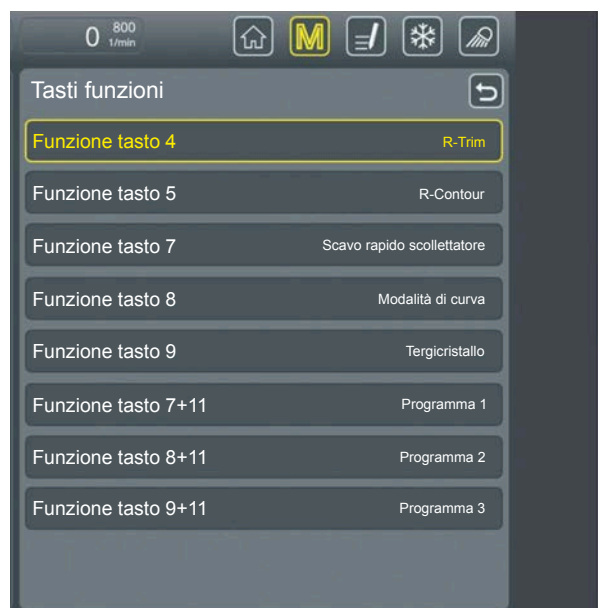 0 800 1/min
M
Tasti funzioni
Funzione tasto 4 R-Trim
Funzione tasto 5 R-Contour
Funzione tasto 7 Scavo rapido scollettatore
Funzione tasto 8 Modalità di curva
Funzione tasto 9 Tergicristallo
Funzione tasto 7+11 Programma 1
Funzione tasto 8+11 Programma 2
Funzione tasto 9+11 Programma 3